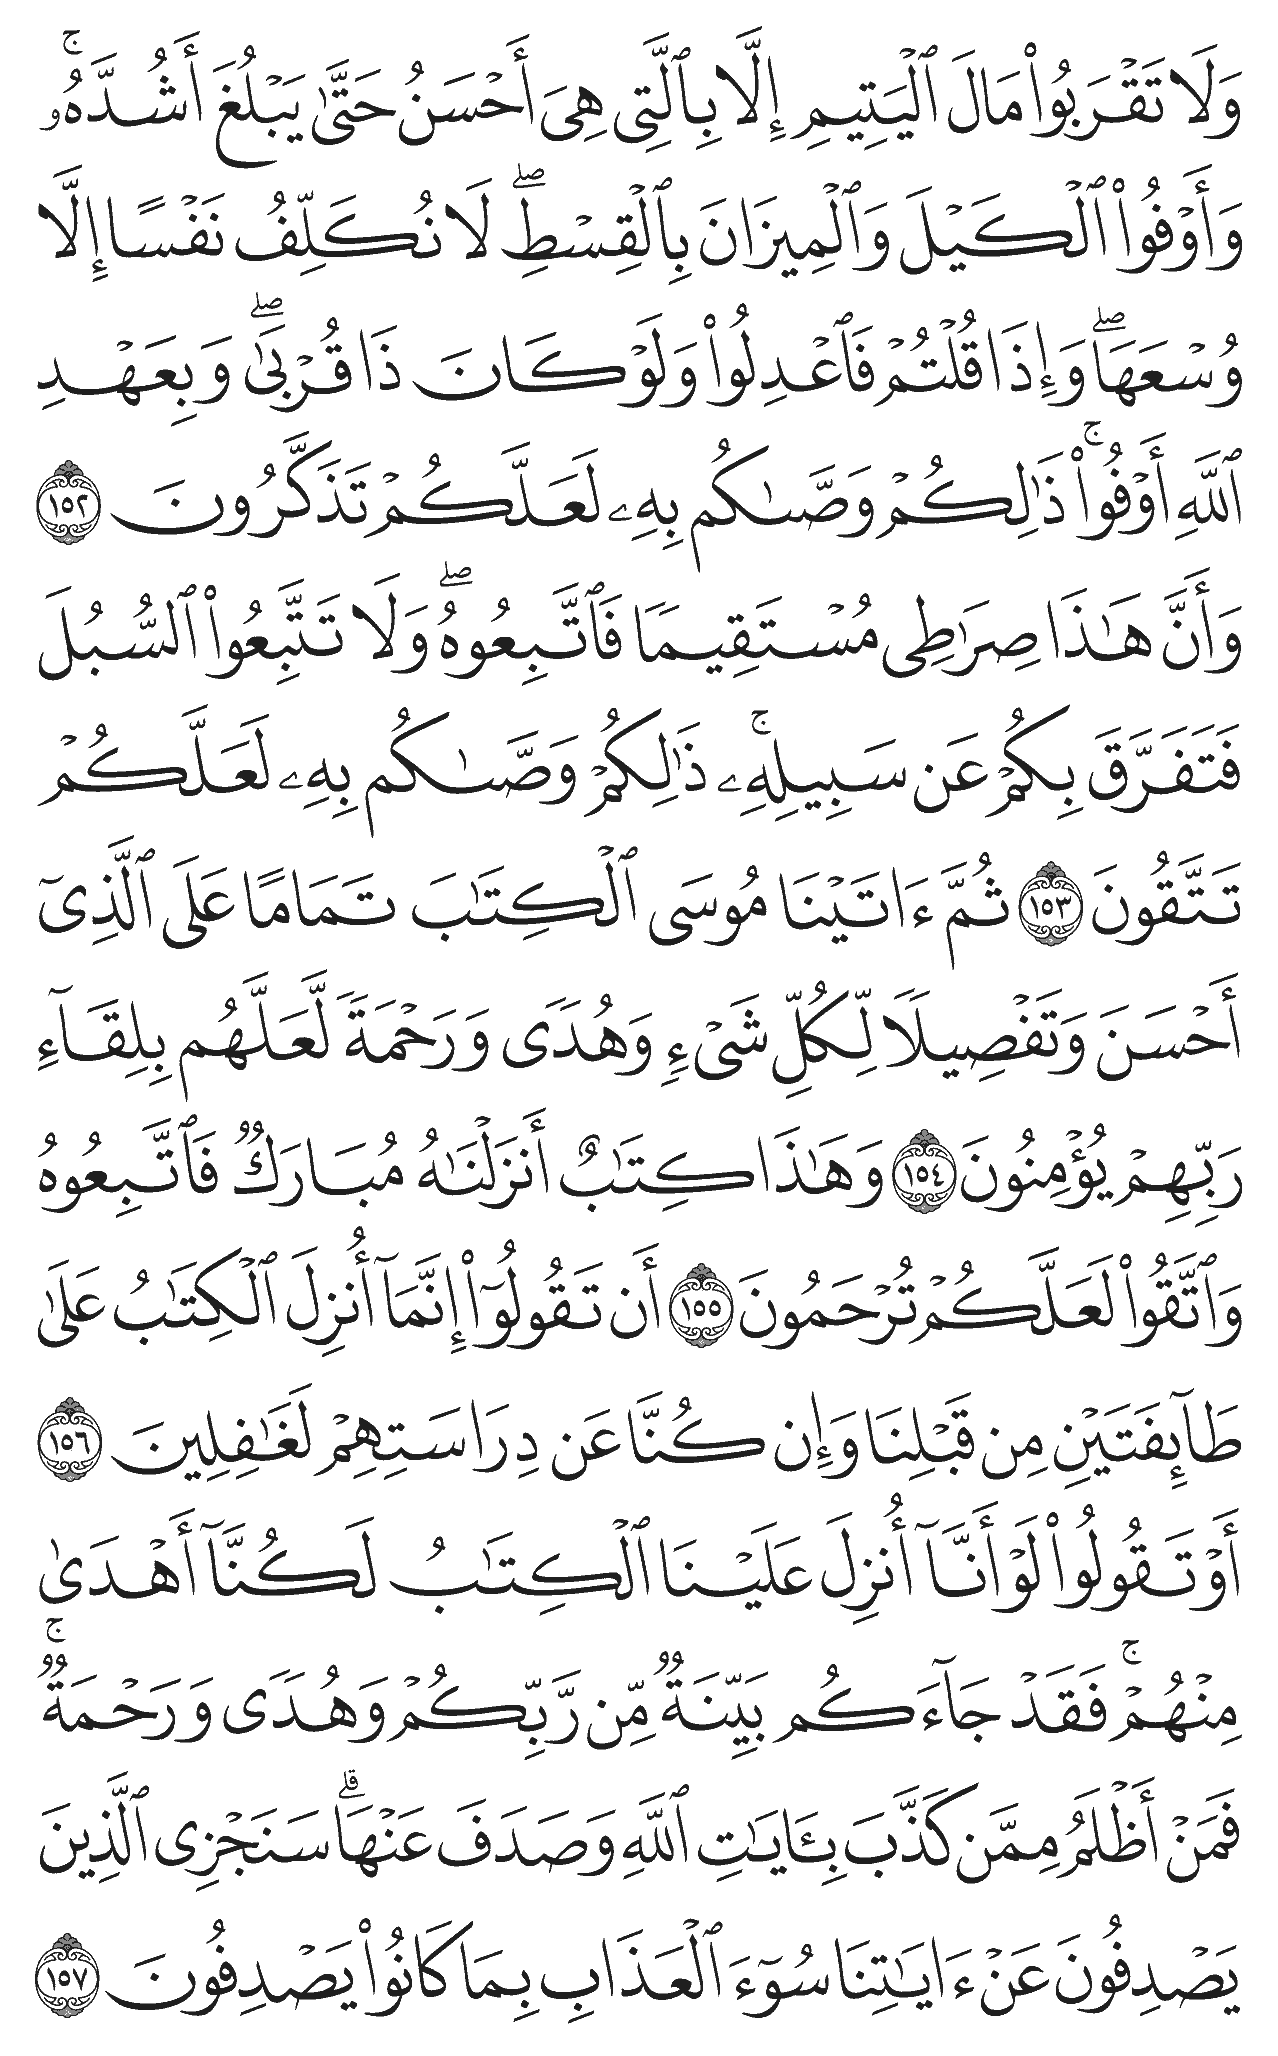 وَلَا تَقۡرَبُواْ مَالَ ٱلۡيَتِيمِ إِلَّا بِٱلَّتِي هِيَ أَحۡسَنُ حَتَّىٰ يَبۡلُغَ أَشُدَّهُۥۚ
وَأَوۡفُواْ ٱلۡكَيۡلَ وَٱلۡمِيزَانَ بِٱلۡقِسۡطِۖ لَا نُكَلِّفُ نَفۡسًا إِلَّا
وُسۡعَهَاۖ وَإِذَا قُلۡتُمۡ فَٱعۡدِلُواْ وَلَوۡ كَانَ ذَا قُرۡبَىٰۖ وَبِعَهۡدِ
ٱللَّهِ أَوۡفُواْۚ ذَٰلِكُمۡ وَصَّىٰكُم بِهِۦ لَعَلَّكُمۡ تَذَكَّرُونَ ١٥٢
وَأَنَّ هَٰذَا صِرَٰطِي مُسۡتَقِيمٗا فَٱتَّبِعُوهُۖ وَلَا تَتَّبِعُواْ ٱلسُّبُلَ
فَتَفَرَّقَ بِكُمۡ عَن سَبِيلِهِۦۚ ذَٰلِكُمۡ وَصَّىٰكُم بِهِۦ لَعَلَّكُمۡ
تَتَّقُونَ ١٥٣ ثُمَّ ءَاتَيۡنَا مُوسَى ٱلۡكِتَٰبَ تَمَامًا عَلَى ٱلَّذِيٓ
أَحۡسَنَ وَتَفۡصِيلٗا لِّكُلِّ شَيۡءٖ وَهُدٗى وَرَحۡمَةٗ لَّعَلَّهُم بِلِقَآءِ
رَبِّهِمۡ يُؤۡمِنُونَ ١٥٤ وَهَٰذَا كِتَٰبٌ أَنزَلۡنَٰهُ مُبَارَكٞ فَٱتَّبِعُوهُ
وَٱتَّقُواْ لَعَلَّكُمۡ تُرۡحَمُونَ ١٥٥ أَن تَقُولُوٓاْ إِنَّمَآ أُنزِلَ ٱلۡكِتَٰبُ عَلَىٰ
طَآئِفَتَيۡنِ مِن قَبۡلِنَا وَإِن كُنَّا عَن دِرَاسَتِهِمۡ لَغَٰفِلِينَ ١٥٦
أَوۡ تَقُولُواْ لَوۡ أَنَّآ أُنزِلَ عَلَيۡنَا ٱلۡكِتَٰبُ لَكُنَّآ أَهۡدَىٰ
مِنۡهُمۡۚ فَقَدۡ جَآءَكُم بَيِّنَةٞ مِّن رَّبِّكُمۡ وَهُدٗى وَرَحۡمَةٞۚ
فَمَنۡ أَظۡلَمُ مِمَّن كَذَّبَ بِـَٔايَٰتِ ٱللَّهِ وَصَدَفَ عَنۡهَاۗ سَنَجۡزِي ٱلَّذِينَ
يَصۡدِفُونَ عَنۡ ءَايَٰتِنَا سُوٓءَ ٱلۡعَذَابِ بِمَا كَانُواْ يَصۡدِفُونَ ١٥٧